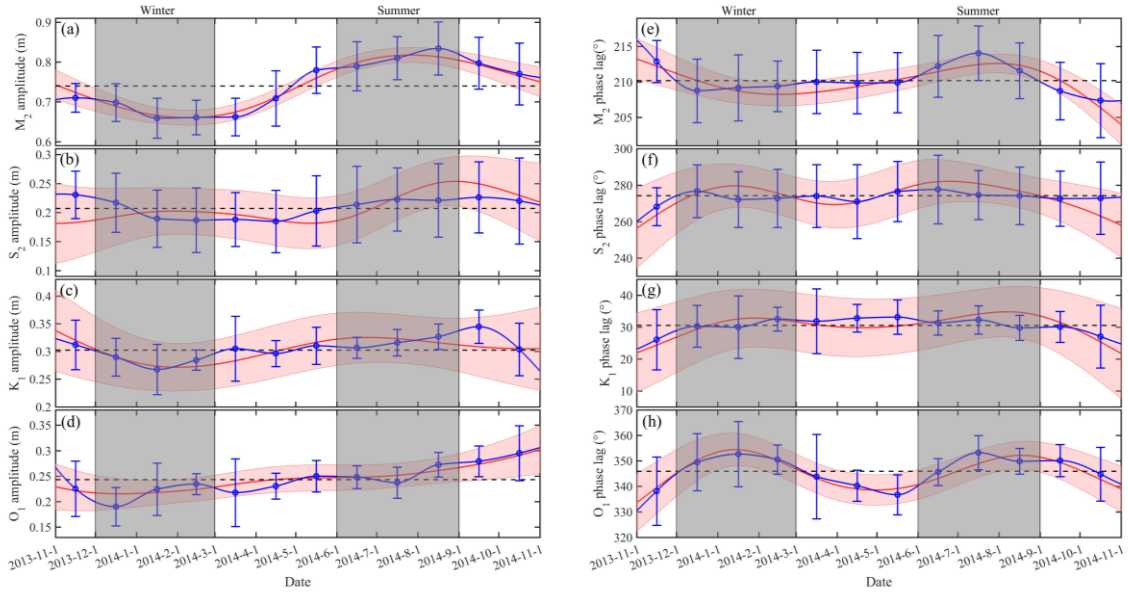 Winter Summer
(a)
M2 amplitude (m)
0.9
0.8
0.7
0.6
(b)
S2 amplitude (m)
0.3
0.25
0.2
0.15
0.1
(c)
K1 amplitude (m)
0.4
0.35
0.3
0.25
0.2
(d)
O1 amplitude (m)
0.35
0.3
0.25
0.2
0.15
2013-11-1 2013-12-1 2014-1-1 2014-2-1 2014-3-1 2014-4-1 2014-5-1 2014-6-1 2014-7-1 2014-8-1 2014-9-1 2014-10-1 2014-11-1
Date
Winter Summer
(e)
M2 phase lag(°)
215
210
205
(f)
S2 phase lag (°)
300
280
260
240
(g)
K1 phase lag (°)
40
30
20
10
(h)
O1 phase lag (°)
370
360
350
340
330
320
2013-11-1 2013-12-1 2014-1-1 2014-2-1 2014-3-1 2014-4-1 2014-5-1 2014-6-1 2014-7-1 2014-8-1 2014-9-1 2014-10-1 2014-11-1
Date